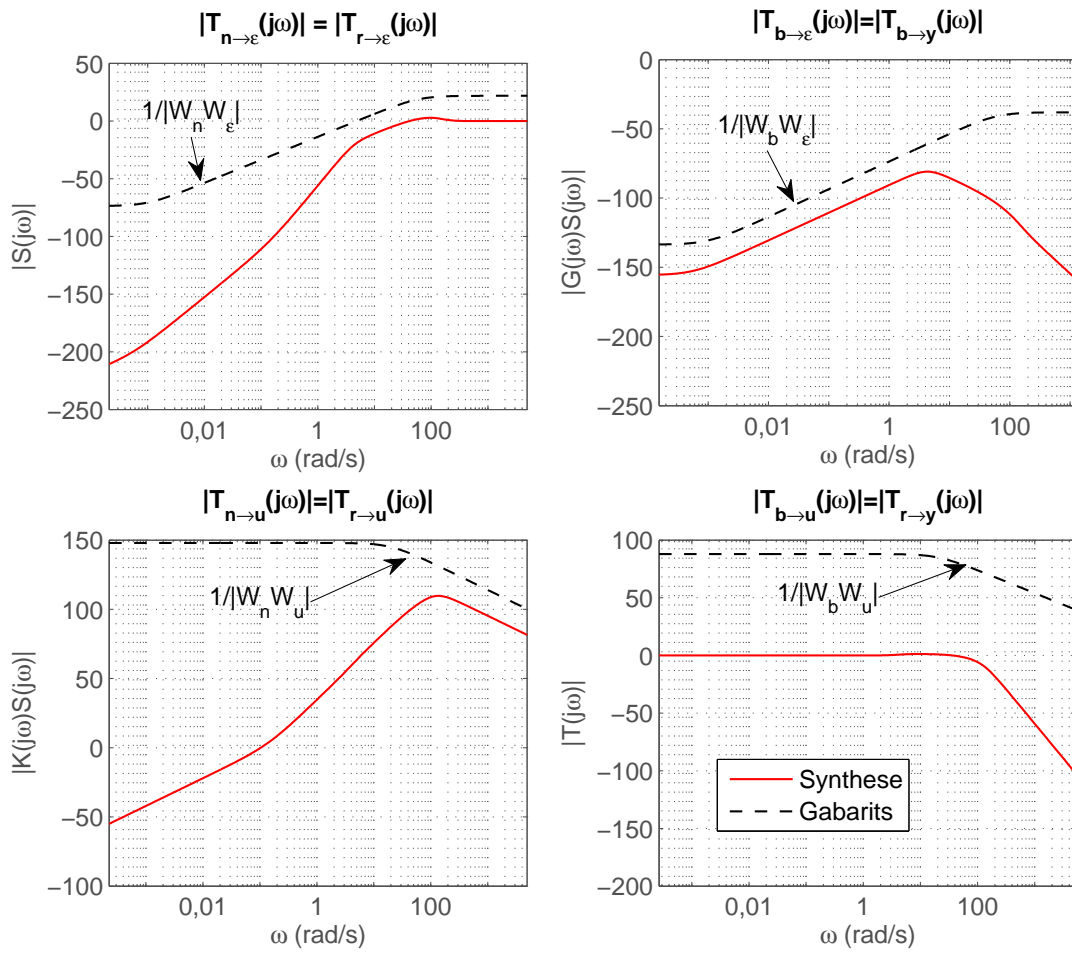 |T_{n→ε}(jω)| = |T_{r→ε}(jω)|
50
0
−50
−100
−150
−200
−250
|S(jω)|
1/|W_n W_ε|
0,01 1 100
ω (rad/s)
|T_{b→ε}(jω)|=|T_{b→y}(jω)|
0
−50
−100
−150
−200
−250
|G(jω)S(jω)|
1/|W_b W_ε|
0,01 1 100
ω (rad/s)
|T_{n→u}(jω)|=|T_{r→u}(jω)|
150
100
50
0
−50
−100
|K(jω)S(jω)|
1/|W_n W_u|
0,01 1 100
ω (rad/s)
|T_{b→u}(jω)|=|T_{r→y}(jω)|
100
50
0
−50
−100
−150
−200
|T(jω)|
1/|W_b W_u|
Synthese
Gabarits
0,01 1 100
ω (rad/s)